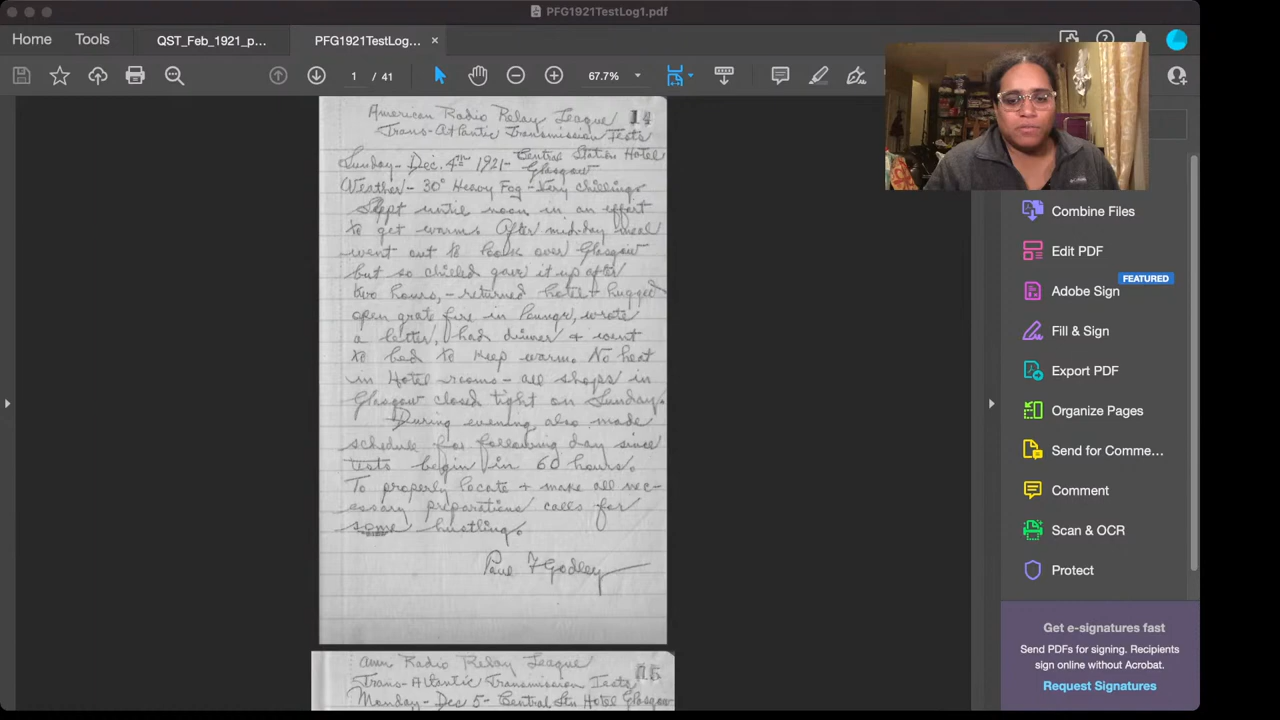 PFG1921TestLog1.pdf
Home
Tools
QST_Feb_1921_p...
PFG1921TestLog...
1 / 41
67.7%
American Radio Relay League 14
Trans-Atlantic Transmission Tests
Sunday - Dec. 4th 1921 - Central Station Hotel
Glasgow
Weather - 30° Heavy Fog - Very chilling.
Slept until noon in an effort
to get warm. After mid-day meal
went out to look over Glasgow
but so chilled gave it up after
two hours, - returned hotel + hugged
open grate fire in lounge, wrote
a letter, had dinner + went
to bed to keep warm. No heat
in Hotel rooms - all shops in
Glasgow closed tight on Sunday.
During evening also made
schedule for following day since
tests begin in 60 hours.
To properly locate + make all nec-
essary preparations calls for
some hustling.
Paul F Godley
Amn Radio Relay League 15
Trans-Atlantic Transmission Tests
Monday - Dec 5 - Central Stn Hotel Glasgow
Combine Files
Edit PDF
FEATURED
Adobe Sign
Fill & Sign
Export PDF
Organize Pages
Send for Comme...
Comment
Scan & OCR
Protect
Get e-signatures fast
Send PDFs for signing. Recipients
sign online without Acrobat.
Request Signatures